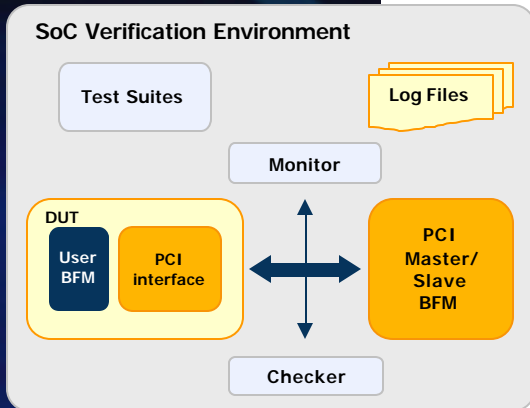 SoC Verification Environment
Test Suites
Log Files
Monitor
DUT
User
BFM
PCI
interface
PCI
Master/
Slave
BFM
Checker